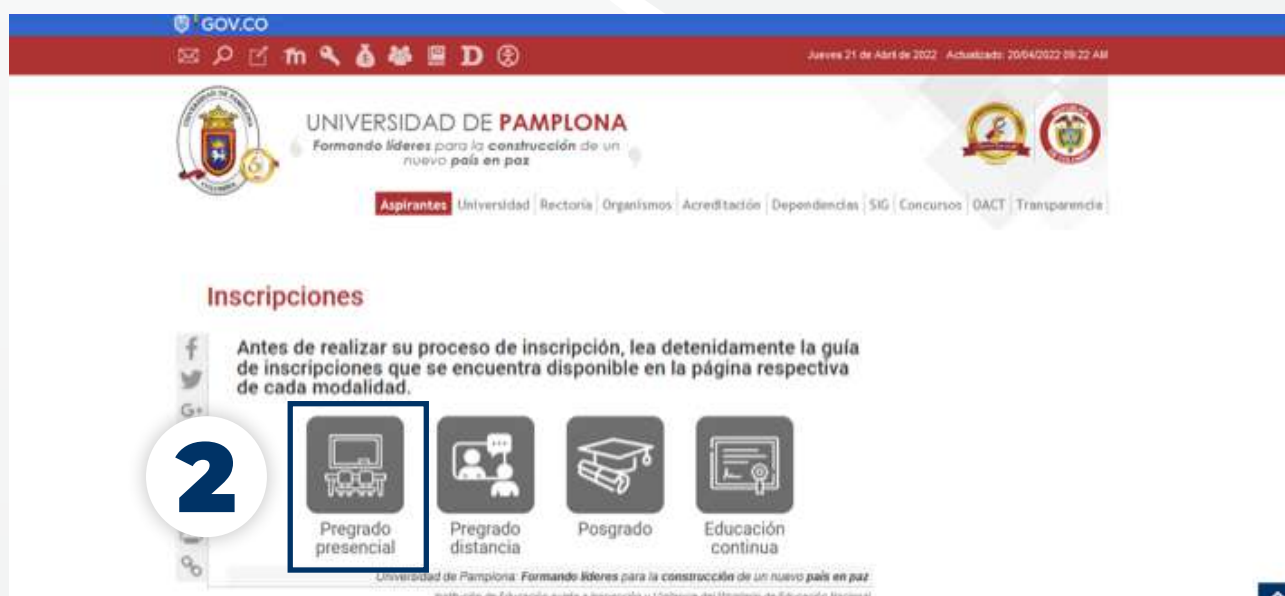 GOV.CO
Jueves 21 de Abril de 2022 Actualizado: 20/04/2022 09:22 AM
UNIVERSIDAD DE PAMPLONA
Formando líderes para la construcción de un
nuevo país en paz
Aspirantes Universidad Rectoría Organismos Acreditación Dependencias SIG Concursos OACT Transparencia
Inscripciones
Antes de realizar su proceso de inscripción, lea detenidamente la guía
de inscripciones que se encuentra disponible en la página respectiva
de cada modalidad.
2
Pregrado
presencial
Pregrado
distancia
Posgrado
Educación
continua
Universidad de Pamplona: Formando líderes para la construcción de un nuevo país en paz